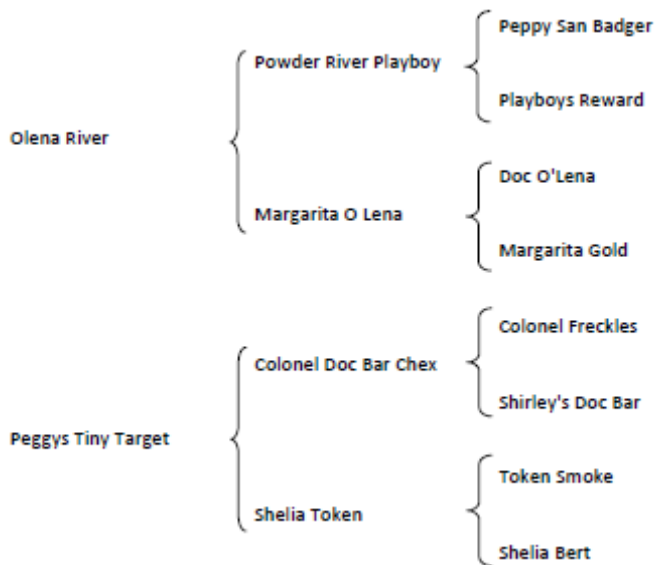 Peppy San Badger
Powder River Playboy
Playboys Reward
Olena River
Doc O'Lena
Margarita O Lena
Margarita Gold
Colonel Freckles
Colonel Doc Bar Chex
Shirley's Doc Bar
Peggys Tiny Target
Token Smoke
Shelia Token
Shelia Bert